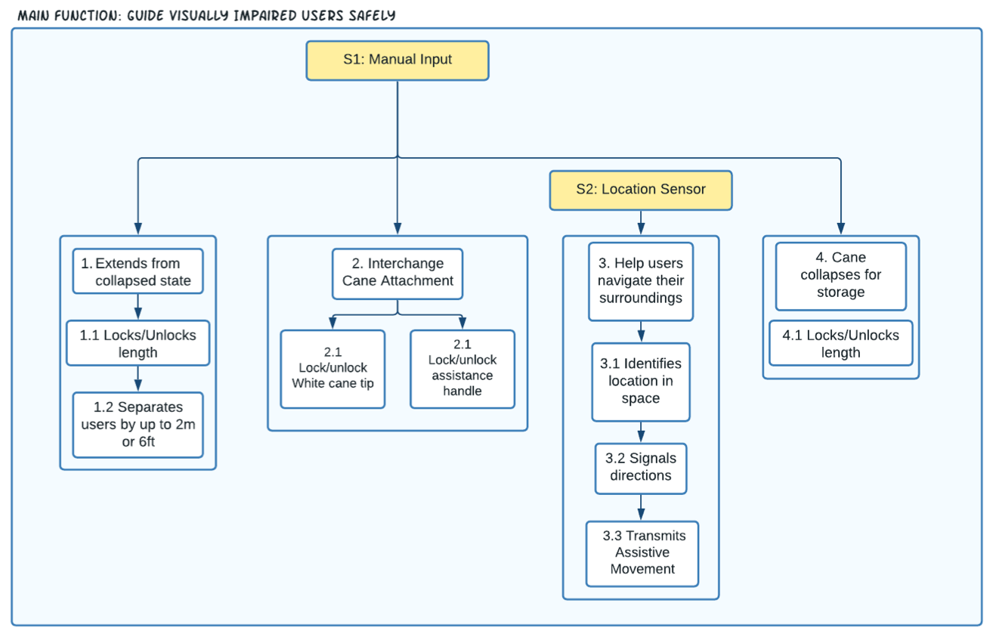 MAIN FUNCTION: GUIDE VISUALLY IMPAIRED USERS SAFELY
S1: Manual Input
S2: Location Sensor
1. Extends from
collapsed state
1.1 Locks/Unlocks
length
1.2 Separates
users by up to 2m
or 6ft
2. Interchange
Cane Attachment
2.1
Lock/unlock
White cane tip
2.1
Lock/unlock
assistance
handle
3. Help users
navigate their
surroundings
3.1 Identifies
location in
space
3.2 Signals
directions
3.3 Transmits
Assistive
Movement
4. Cane
collapses for
storage
4.1 Locks/Unlocks
length